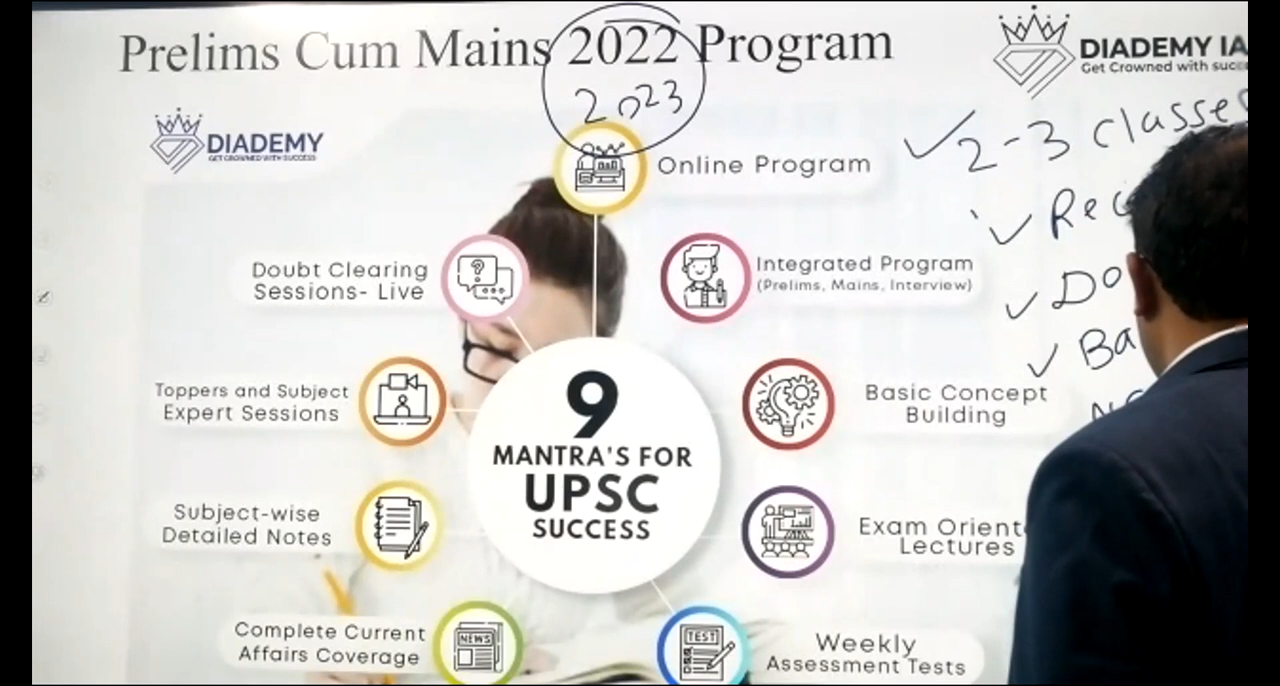 Prelims Cum Mains 2022 Program
2023
DIADEMY IA
Get Crowned with succe
DIADEMY
GET CROWNED WITH SUCCESS
Online Program
2-3 classes
Doubt Clearing
Sessions- Live
Integrated Program
(Prelims, Mains, Interview)
Toppers and Subject
Expert Sessions
Basic Concept
Building
9
MANTRA'S FOR
UPSC
SUCCESS
Subject-wise
Detailed Notes
Exam Oriente
Lectures
Complete Current
Affairs Coverage
NEWS
TEST
Weekly
Assessment Tests
Rec
Do
Ba